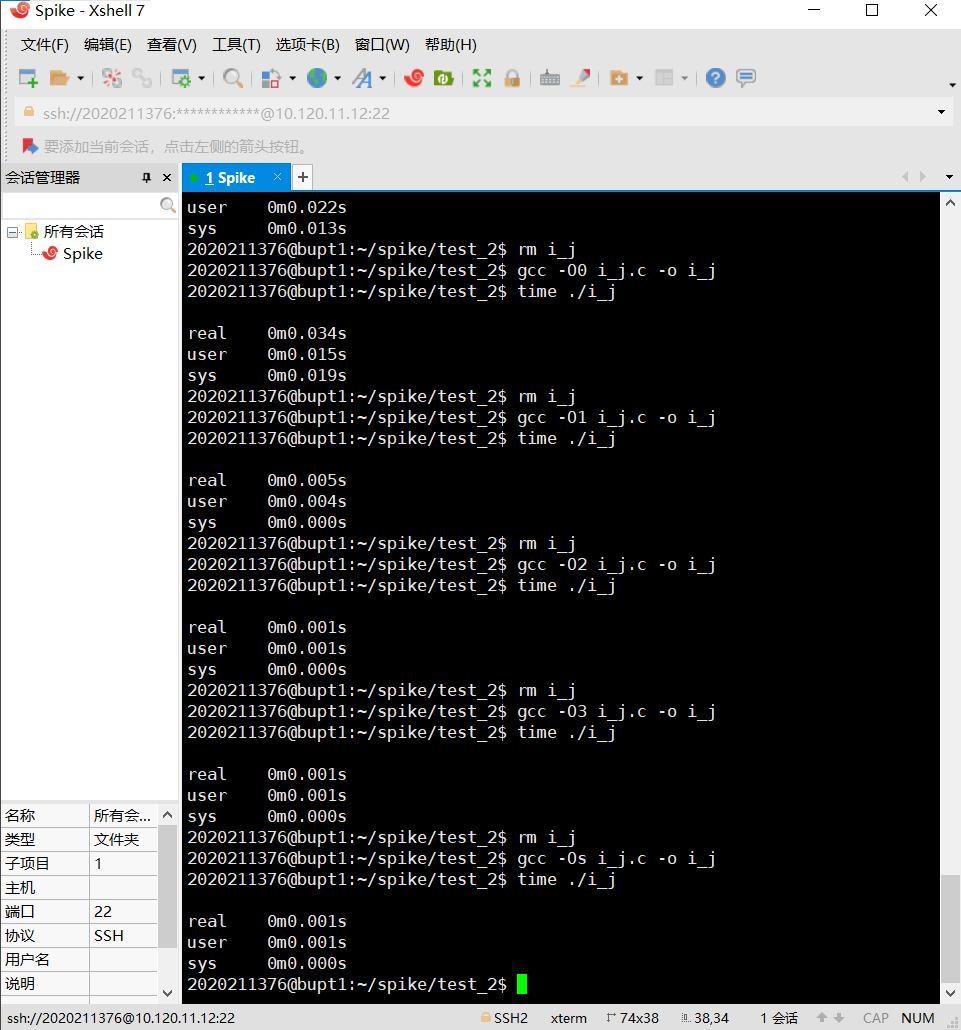 Spike - Xshell 7
文件(F) 编辑(E) 查看(V) 工具(T) 选项卡(B) 窗口(W) 帮助(H)
ssh://2020211376:************@10.120.11.12:22
要添加当前会话，点击左侧的箭头按钮。
会话管理器
1 Spike
+
所有会话
Spike
user    0m0.022s
sys     0m0.013s
2020211376@bupt1:~/spike/test_2$ rm i_j
2020211376@bupt1:~/spike/test_2$ gcc -O0 i_j.c -o i_j
2020211376@bupt1:~/spike/test_2$ time ./i_j
real    0m0.034s
user    0m0.015s
sys     0m0.019s
2020211376@bupt1:~/spike/test_2$ rm i_j
2020211376@bupt1:~/spike/test_2$ gcc -O1 i_j.c -o i_j
2020211376@bupt1:~/spike/test_2$ time ./i_j
real    0m0.005s
user    0m0.004s
sys     0m0.000s
2020211376@bupt1:~/spike/test_2$ rm i_j
2020211376@bupt1:~/spike/test_2$ gcc -O2 i_j.c -o i_j
2020211376@bupt1:~/spike/test_2$ time ./i_j
real    0m0.001s
user    0m0.001s
sys     0m0.000s
2020211376@bupt1:~/spike/test_2$ rm i_j
2020211376@bupt1:~/spike/test_2$ gcc -O3 i_j.c -o i_j
2020211376@bupt1:~/spike/test_2$ time ./i_j
real    0m0.001s
user    0m0.001s
sys     0m0.000s
2020211376@bupt1:~/spike/test_2$ rm i_j
2020211376@bupt1:~/spike/test_2$ gcc -Os i_j.c -o i_j
2020211376@bupt1:~/spike/test_2$ time ./i_j
real    0m0.001s
user    0m0.001s
sys     0m0.000s
2020211376@bupt1:~/spike/test_2$
名称 所有会...
类型 文件夹
子项目 1
主机
端口 22
协议 SSH
用户名
说明
ssh://2020211376@10.120.11.12:22 SSH2 xterm 74x38 38,34 1 会话 CAP NUM